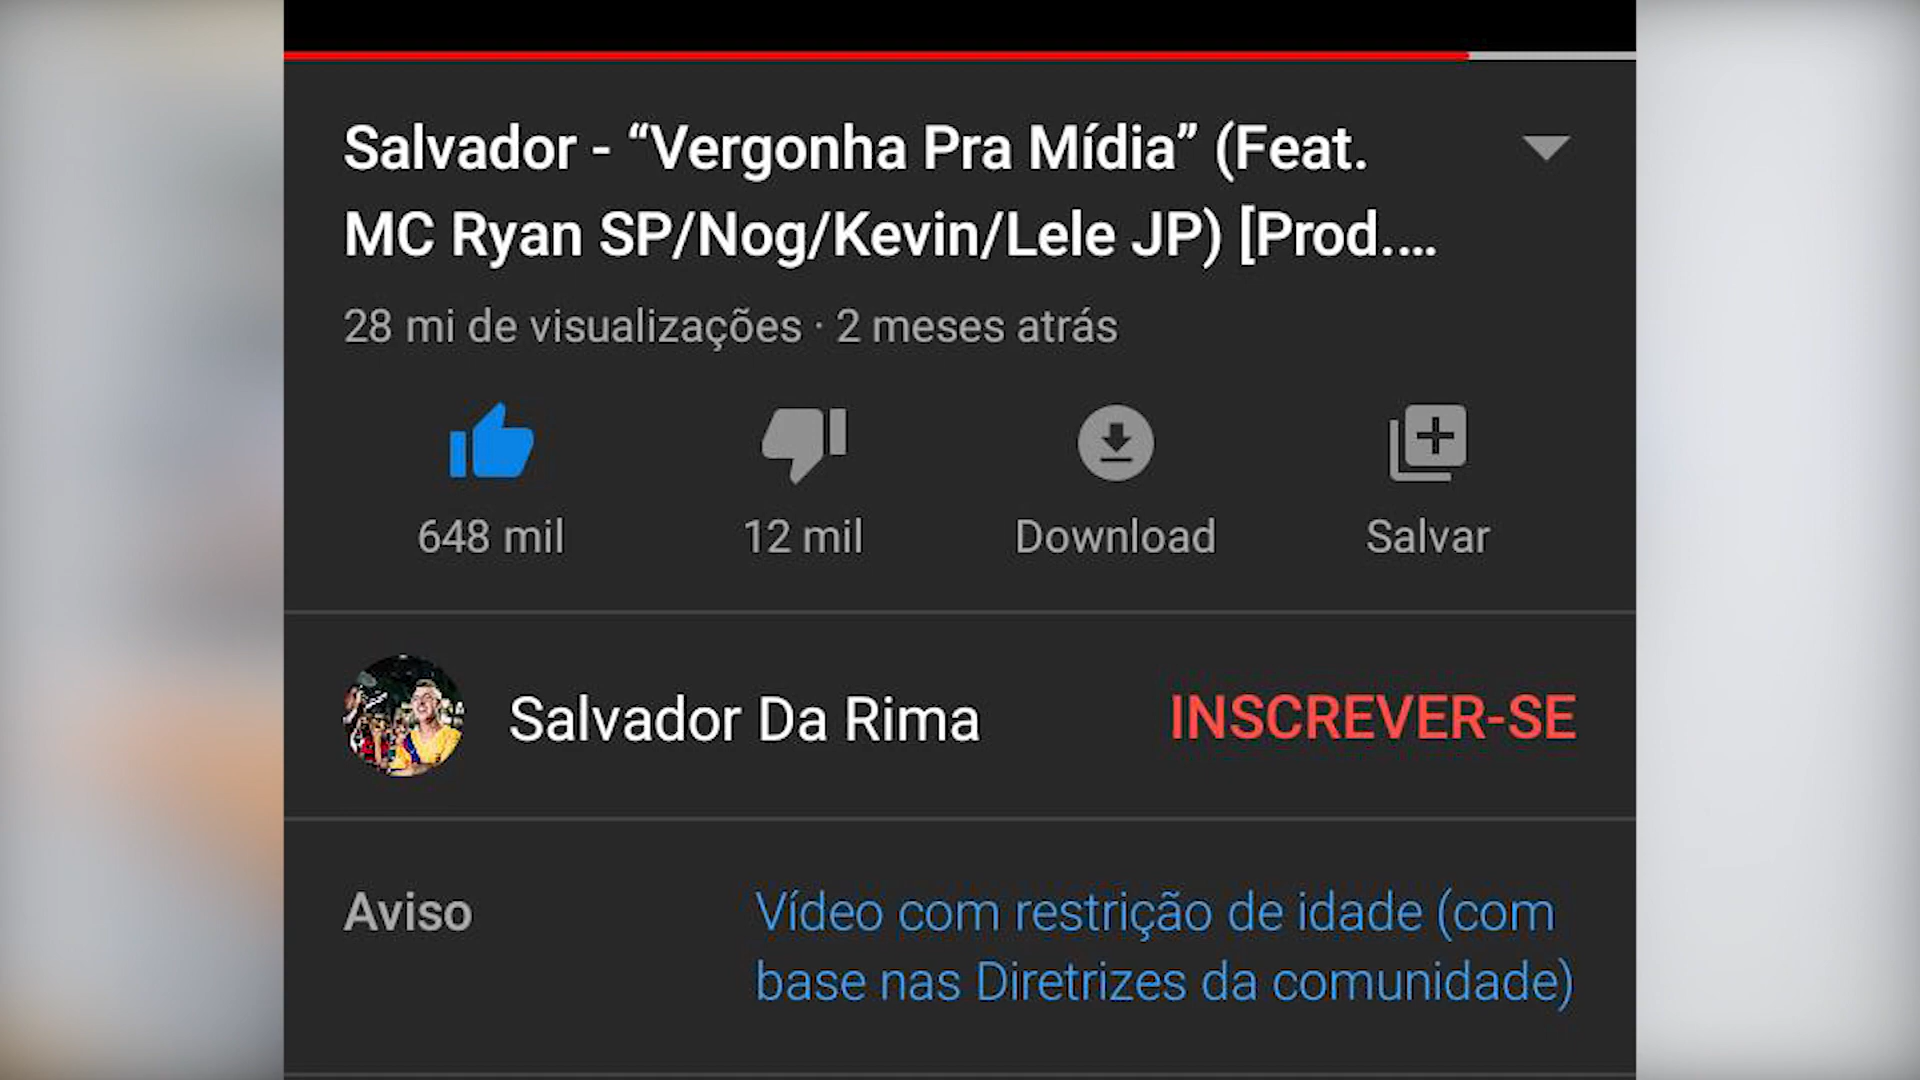 Salvador - “Vergonha Pra Mídia” (Feat.
MC Ryan SP/Nog/Kevin/Lele JP) [Prod....
28 mi de visualizações · 2 meses atrás
648 mil
12 mil
Download
Salvar
Salvador Da Rima
INSCREVER-SE
Aviso
Vídeo com restrição de idade (com
base nas Diretrizes da comunidade)